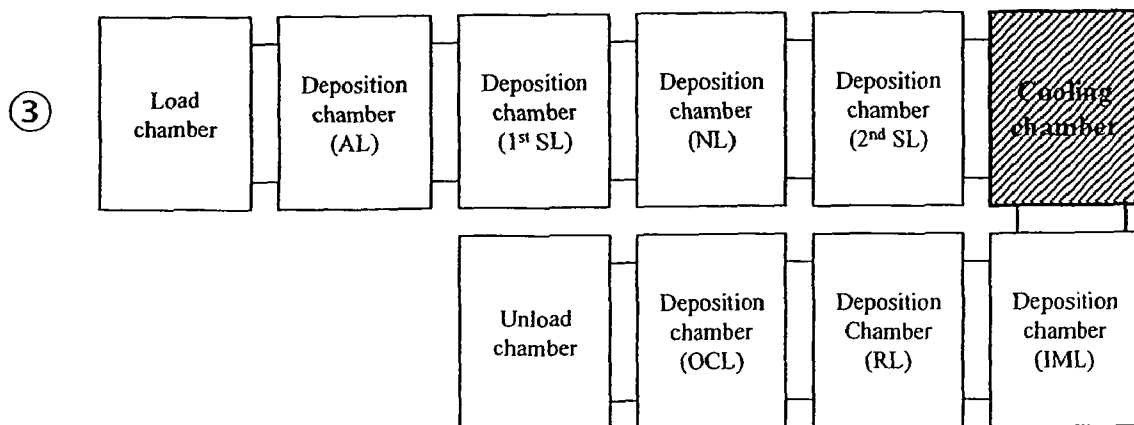 ③
Load
chamber
Deposition
chamber
(AL)
Deposition
chamber
(1st SL)
Deposition
chamber
(NL)
Deposition
chamber
(2nd SL)
Cooling
chamber
Unload
chamber
Deposition
chamber
(OCL)
Deposition
Chamber
(RL)
Deposition
chamber
(IML)